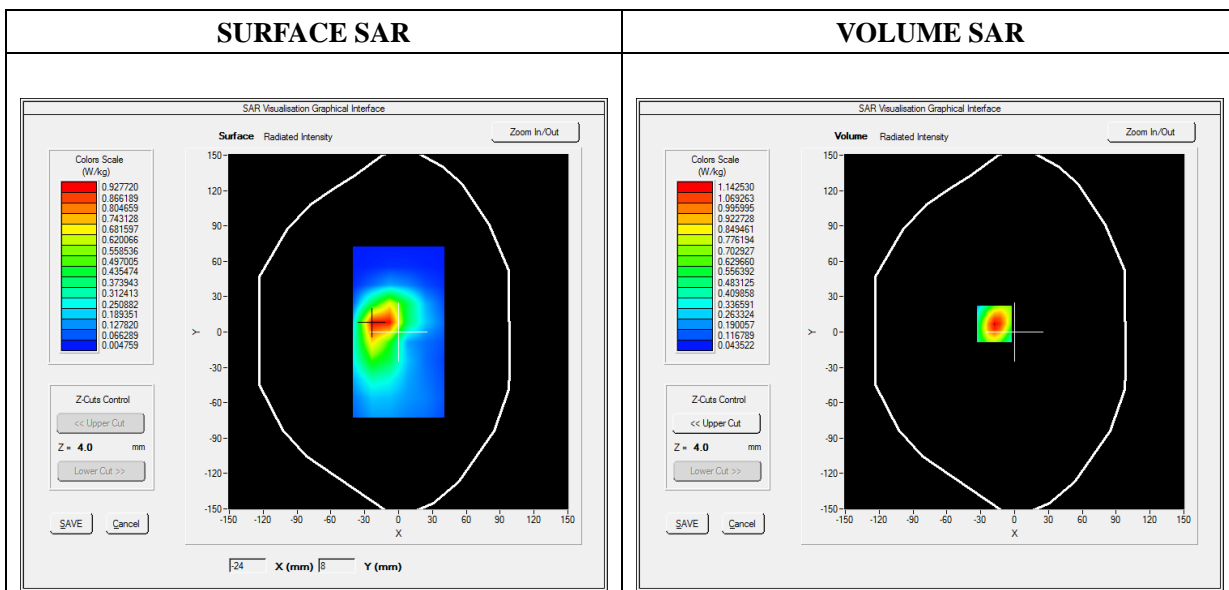 SURFACE SAR
SAR Visualisation Graphical Interface
Surface Radiated Intensity
Zoom In/Out
Colors Scale
(W/kg)
0.927720
0.866189
0.804659
0.743128
0.681597
0.620066
0.558536
0.497005
0.435474
0.373943
0.312413
0.250882
0.189351
0.127820
0.066289
0.004759
Z-Cuts Control
<< Upper Cut
Z = 4.0 mm
Lower Cut >>
SAVE Cancel
150
120
90
60
30
0
-30
-60
-90
-120
-150
Y
-150 -120 -90 -60 -30 0 30 60 90 120 150
X
-24 X (mm) 8 Y (mm)
VOLUME SAR
SAR Visualisation Graphical Interface
Volume Radiated Intensity
Zoom In/Out
Colors Scale
(W/kg)
1.142530
1.069263
0.995995
0.922728
0.849461
0.776194
0.702927
0.629660
0.556392
0.483125
0.409858
0.336591
0.263324
0.190057
0.116789
0.043522
Z-Cuts Control
<< Upper Cut
Z = 4.0 mm
Lower Cut >>
SAVE Cancel
150
120
90
60
30
0
-30
-60
-90
-120
-150
Y
-150 -120 -90 -60 -30 0 30 60 90 120 150
X